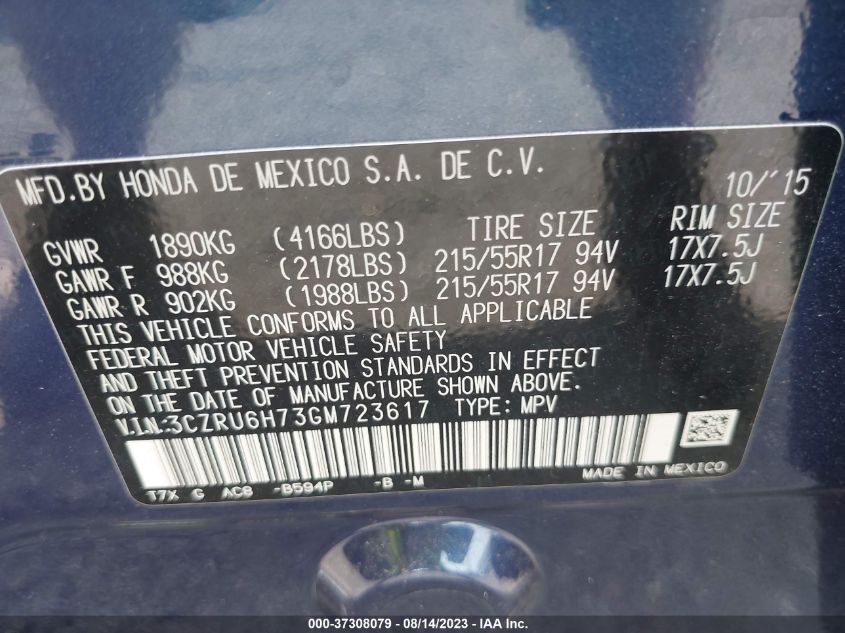 MFD.BY HONDA DE MEXICO S.A. DE C.V. 10/'15
GVWR 1890KG (4166LBS) TIRE SIZE RIM SIZE
GAWR F 988KG (2178LBS) 215/55R17 94V 17X7.5J
GAWR R 902KG (1988LBS) 215/55R17 94V 17X7.5J
THIS VEHICLE CONFORMS TO ALL APPLICABLE
FEDERAL MOTOR VEHICLE SAFETY
AND THEFT PREVENTION STANDARDS IN EFFECT
ON THE DATE OF MANUFACTURE SHOWN ABOVE.
V.I.N.:3CZRU6H73GM723617 TYPE: MPV
T7X G AC8 -B594P -B -M MADE IN MEXICO
000-37308079 - 08/14/2023 - IAA Inc.